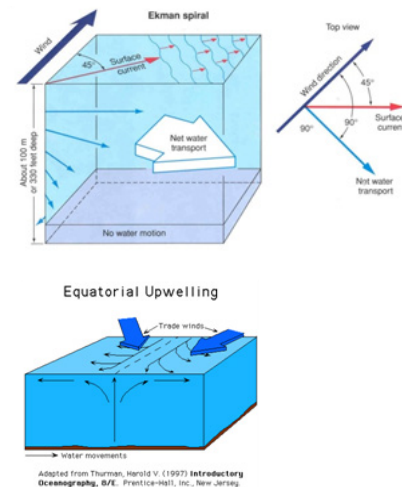 Ekman spiral
Wind
45°
Surface
current
About 100 m
or 330 feet deep
Net water
transport
No water motion
Top view
Wind direction
45°
90°
90°
Surface
current
Net water
transport
Equatorial Upwelling
Trade winds
Water movements
Adapted from Thurman, Harold V. (1997) Introductory
Oceanography, 8/E. Prentice-Hall, Inc., New Jersey